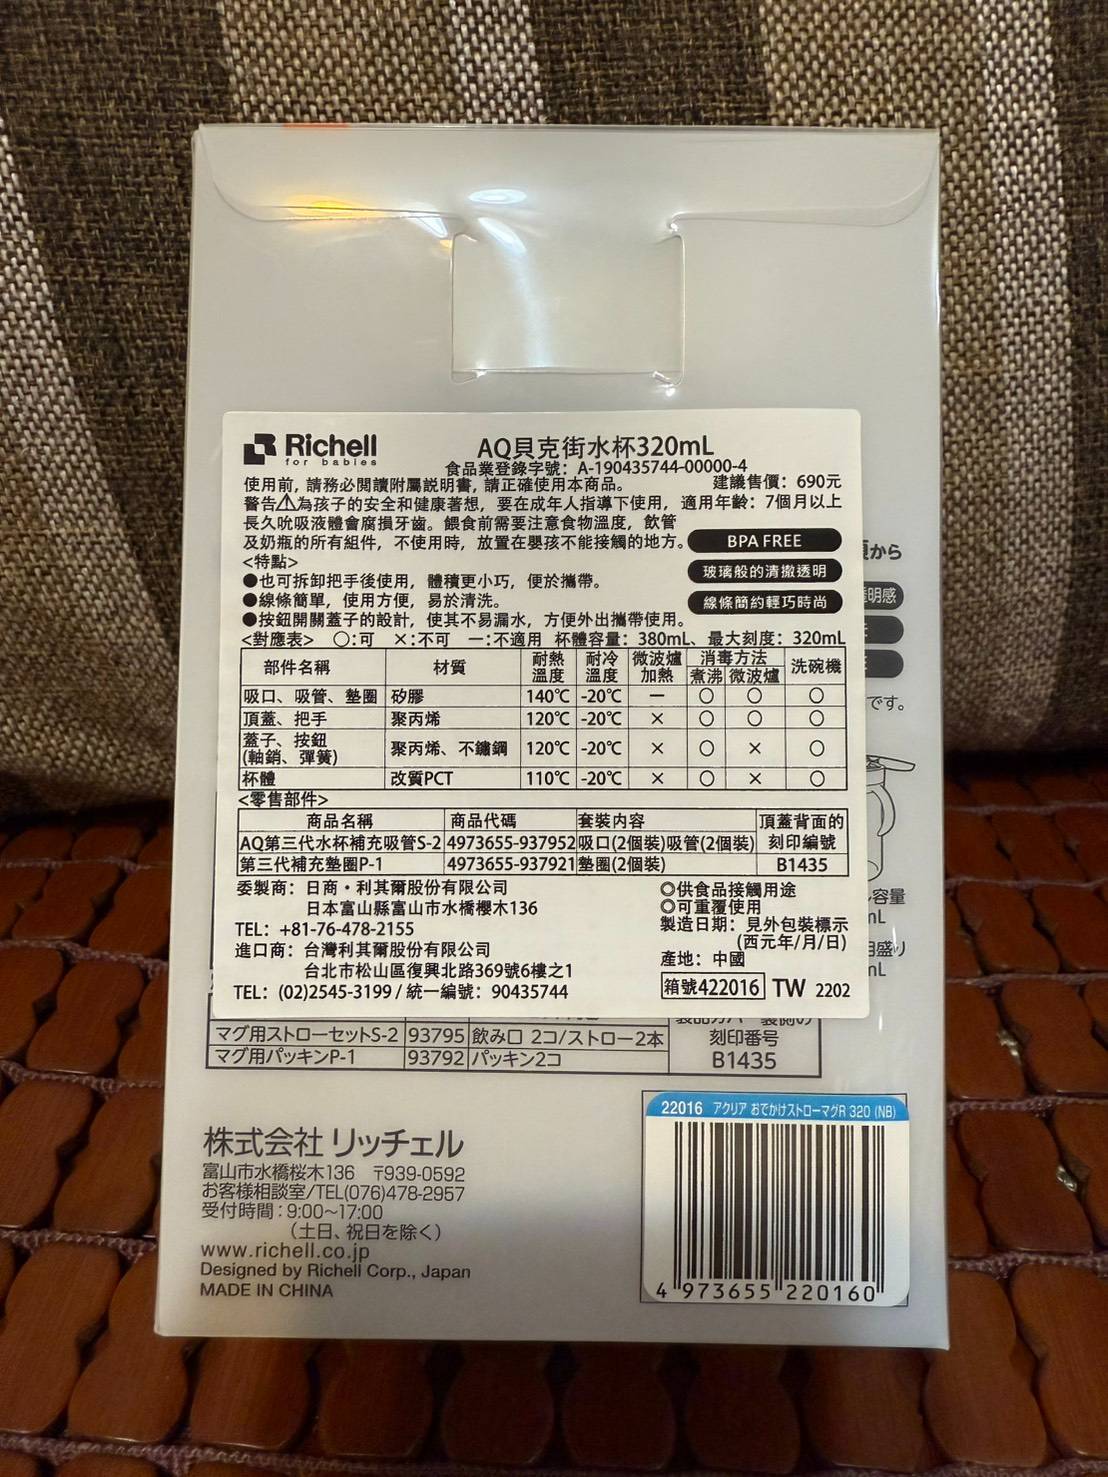 Richell
for babies
AQ貝克街水杯320mL
食品業登錄字號：A-190435744-00000-4
使用前，請務必閱讀附屬説明書，請正確使用本商品。
建議售價：690元
警告⚠為孩子的安全和健康著想，要在成年人指導下使用，適用年齡：7個月以上
長久吮吸液體會腐損牙齒。餵食前需要注意食物溫度，飲管
及奶瓶的所有組件，不使用時，放置在嬰孩不能接觸的地方。
BPA FREE
玻璃般的清撤透明
線條簡約輕巧時尚
<特點>
●也可拆卸把手後使用，體積更小巧，便於攜帶。
●線條簡單，使用方便，易於清洗。
●按鈕開關蓋子的設計，使其不易漏水，方便外出攜帶使用。
<對應表> ○:可 ×:不可 —:不適用 杯體容量：380mL、最大刻度：320mL
部件名稱 材質 耐熱溫度 耐冷溫度 微波爐加熱 消毒方法 煮沸 微波爐 洗碗機
吸口、吸管、墊圈 矽膠 140℃ -20℃ — ○ ○ ○
頂蓋、把手 聚丙烯 120℃ -20℃ × ○ ○ ○
蓋子、按鈕
(軸銷、彈簧) 聚丙烯、不鏽鋼 120℃ -20℃ × ○ × ○
杯體 改質PCT 110℃ -20℃ × ○ × ○
<零售部件>
商品名稱 商品代碼 套裝内容 頂蓋背面的
AQ第三代水杯補充吸管S-2 4973655-937952 吸口(2個裝)吸管(2個裝) 刻印編號
第三代補充墊圈P-1 4973655-937921 墊圈(2個裝) B1435
委製商：日商・利其爾股份有限公司
日本富山縣富山市水橋櫻木136
TEL：+81-76-478-2155
進口商：台灣利其爾股份有限公司
台北市松山區復興北路369號6樓之1
TEL：(02)2545-3199 / 統一編號：90435744
◎供食品接觸用途
◎可重覆使用
製造日期：見外包裝標示
(西元年/月/日)
產地：中國
箱號422016 TW 2202
から
明感
です。
容量
mL
目盛り
mL
マグ用ストローセットS-2 93795 飲み口 2コ/ストロー2本
マグ用パッキンP-1 93792 パッキン2コ
刻印番号
B1435
株式会社 リッチェル
富山市水橋桜木136 〒939-0592
お客様相談室/TEL(076)478-2957
受付時間：9:00〜17:00
(土日、祝日を除く)
www.richell.co.jp
Designed by Richell Corp., Japan
MADE IN CHINA
22016 アクリア おでかけストローマグR 320 (NB)
4 973655 220160